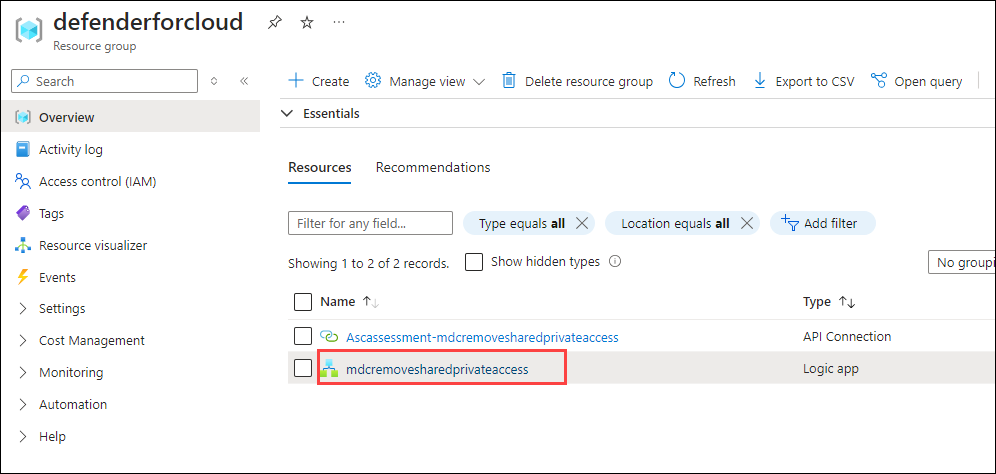 defenderforcloud
Resource group
Search
Overview
Activity log
Access control (IAM)
Tags
Resource visualizer
Events
Settings
Cost Management
Monitoring
Automation
Help
Create Manage view Delete resource group Refresh Export to CSV Open query
Essentials
Resources Recommendations
Filter for any field... Type equals all Location equals all Add filter
Showing 1 to 2 of 2 records. Show hidden types
No groupi
Name Type
Ascassessment-mdcremovesharedprivateaccess API Connection
mdcremovesharedprivateaccess Logic app